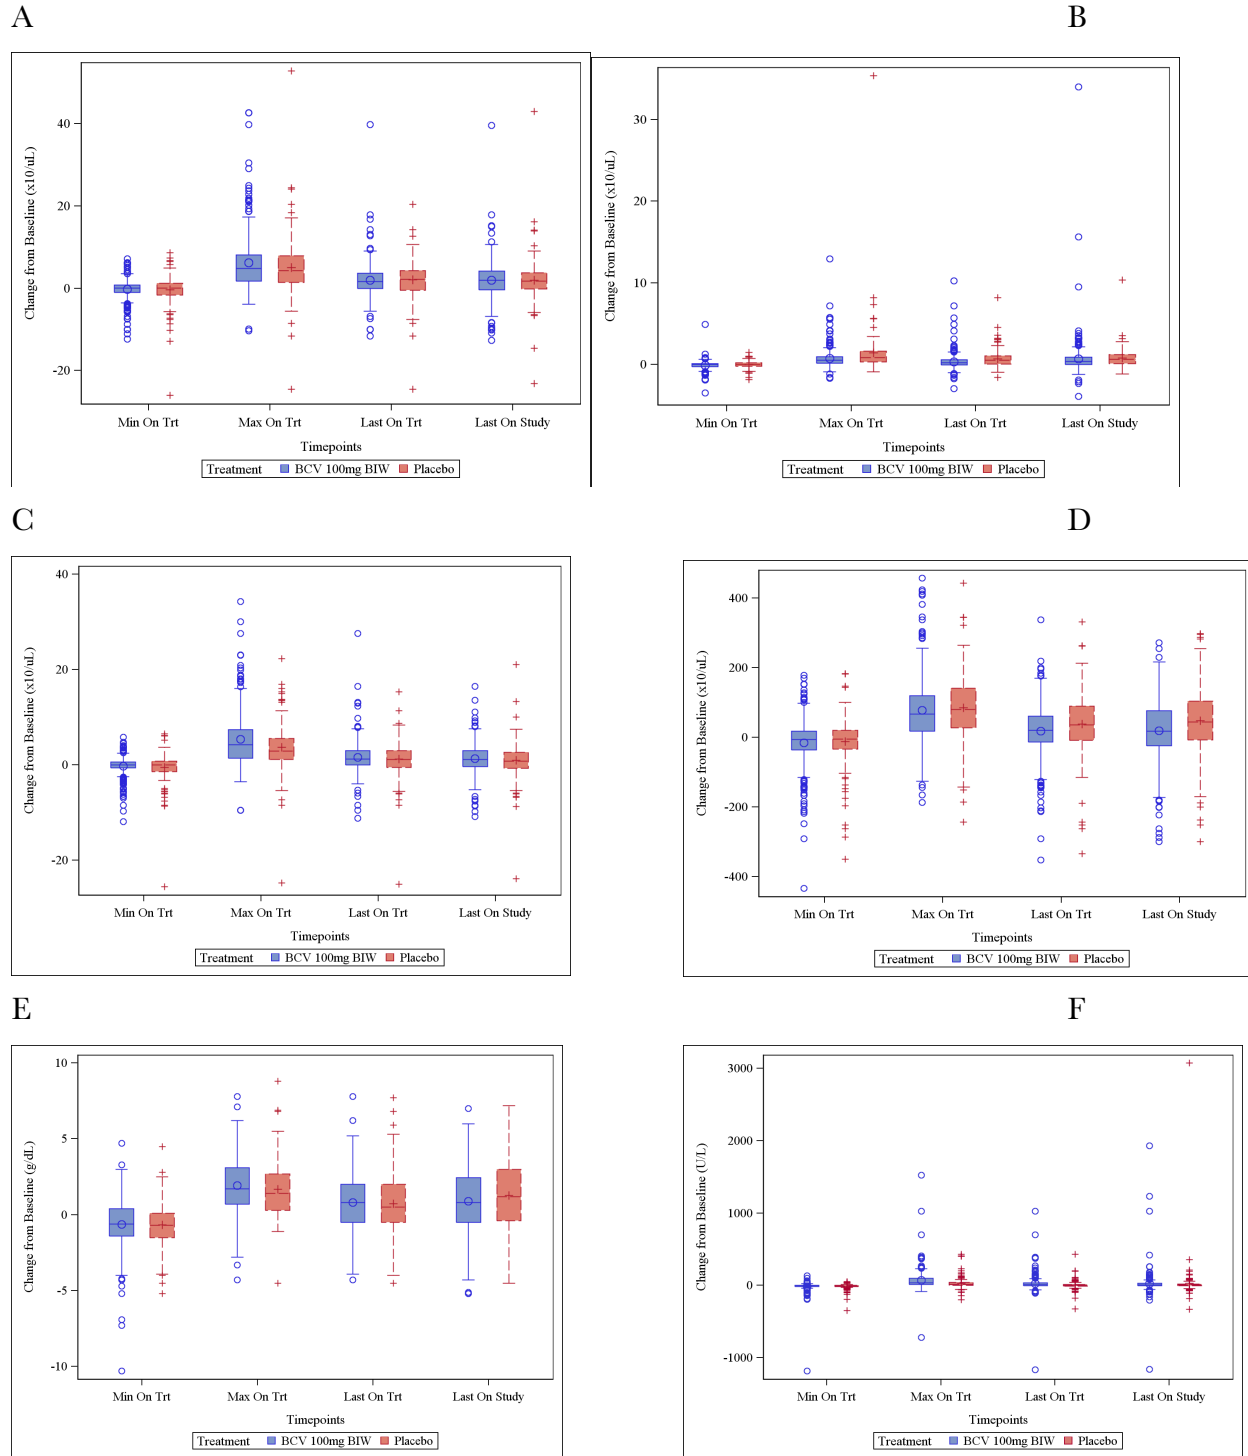 A
B
Change from Baseline (x10/uL)
40
20
0
-20
Min On Trt Max On Trt Last On Trt Last On Study
Timepoints
Treatment BCV 100mg BIW Placebo
Change from Baseline (x10/uL)
30
20
10
0
Min On Trt Max On Trt Last On Trt Last On Study
Timepoints
Treatment BCV 100mg BIW Placebo
C
D
Change from Baseline (x10/uL)
40
20
0
-20
Min On Trt Max On Trt Last On Trt Last On Study
Timepoints
Treatment BCV 100mg BIW Placebo
Change from Baseline (x10/uL)
400
200
0
-200
-400
Min On Trt Max On Trt Last On Trt Last On Study
Timepoints
Treatment BCV 100mg BIW Placebo
E
F
Change from Baseline (g/dL)
10
5
0
-5
-10
Min On Trt Max On Trt Last On Trt Last On Study
Timepoints
Treatment BCV 100mg BIW Placebo
Change from Baseline (U/L)
3000
2000
1000
0
-1000
Min On Trt Max On Trt Last On Trt Last On Study
Timepoints
Treatment BCV 100mg BIW Placebo